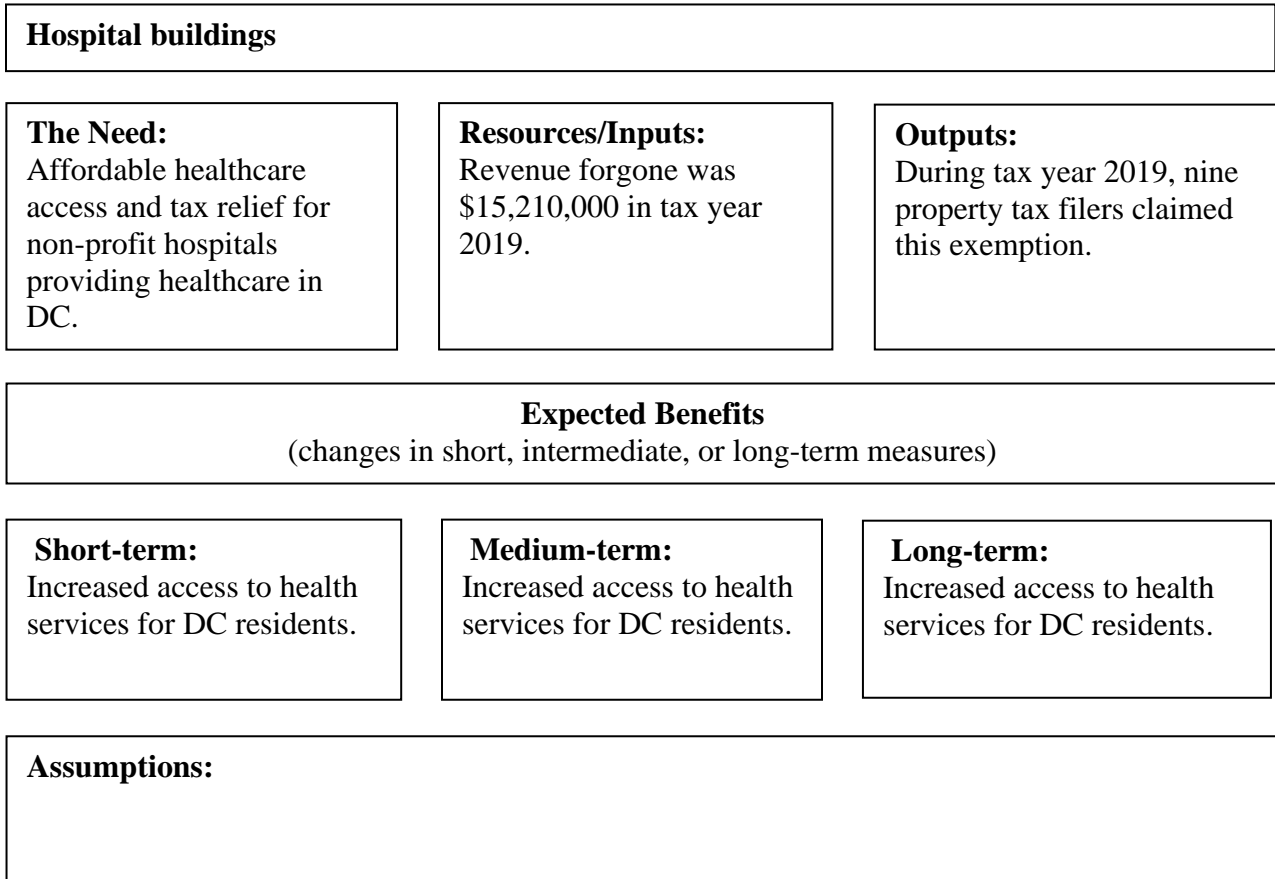 Hospital buildings
The Need:
Affordable healthcare
access and tax relief for
non-profit hospitals
providing healthcare in
DC.
Resources/Inputs:
Revenue forgone was
$15,210,000 in tax year
2019.
Outputs:
During tax year 2019, nine
property tax filers claimed
this exemption.
Expected Benefits
(changes in short, intermediate, or long-term measures)
Short-term:
Increased access to health
services for DC residents.
Medium-term:
Increased access to health
services for DC residents.
Long-term:
Increased access to health
services for DC residents.
Assumptions: